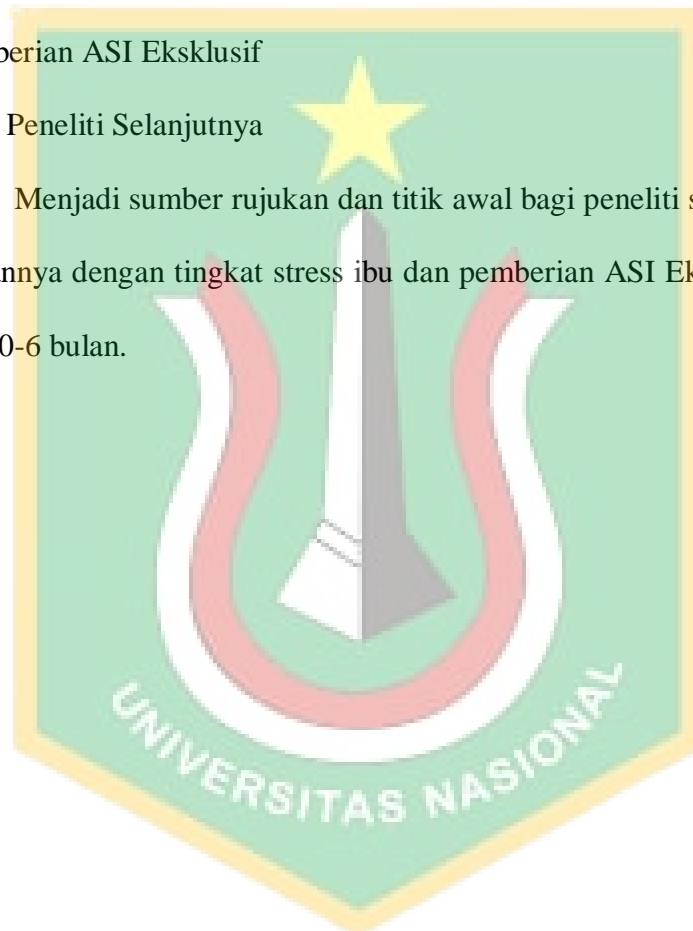 berian ASI Eksklusif
Peneliti Selanjutnya
Menjadi sumber rujukan dan titik awal bagi peneliti s
annya dengan tingkat stress ibu dan pemberian ASI Ek
0-6 bulan.
UNIVERSITAS NASIONAL